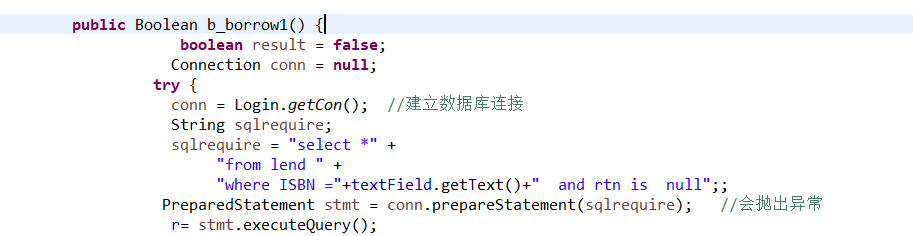 public Boolean b_borrow1() {
boolean result = false;
Connection conn = null;
try {
conn = Login.getCon();  //建立数据库连接
String sqlrequire;
sqlrequire = "select *" +
"from lend " +
"where ISBN ="+textField.getText()+"  and rtn is  null";;
PreparedStatement stmt = conn.prepareStatement(sqlrequire);   //会抛出异常
r= stmt.executeQuery();